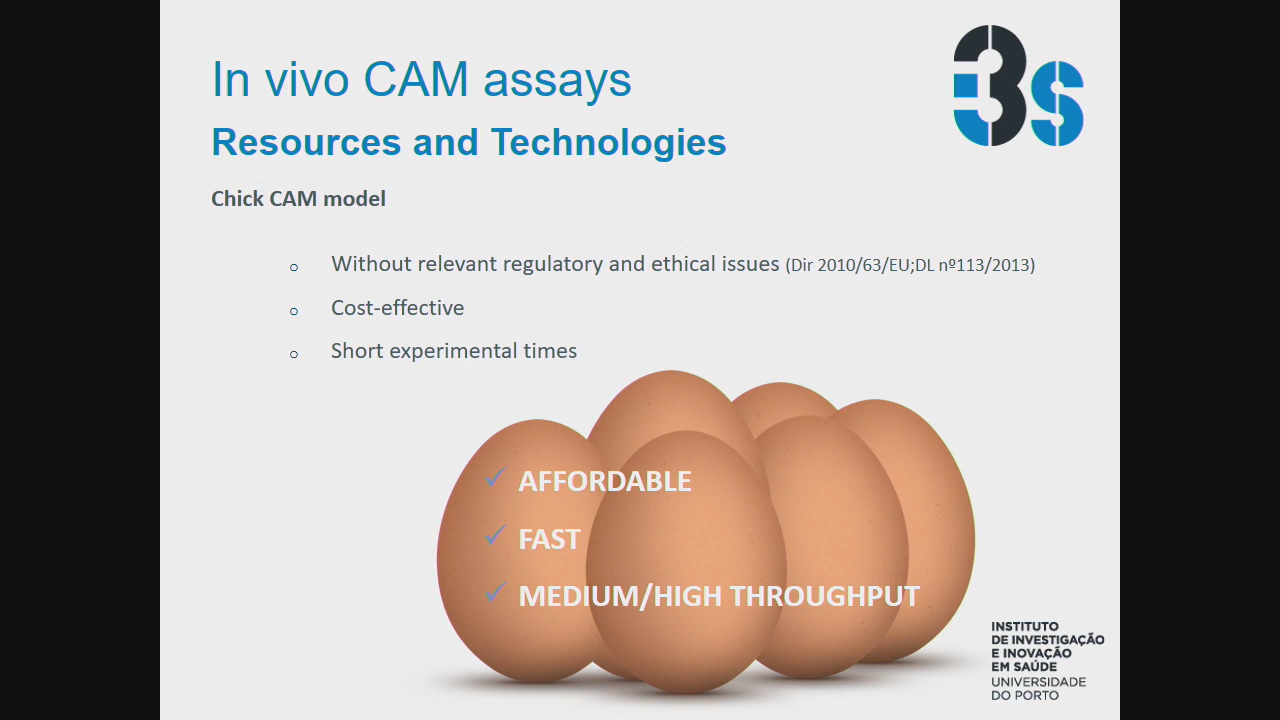 In vivo CAM assays
3s
Resources and Technologies
Chick CAM model
Without relevant regulatory and ethical issues (Dir 2010/63/EU;DL nº113/2013)
Cost-effective
Short experimental times
AFFORDABLE
FAST
MEDIUM/HIGH THROUGHPUT
INSTITUTO
DE INVESTIGAÇÃO
E INOVAÇÃO
EM SAÚDE
UNIVERSIDADE
DO PORTO